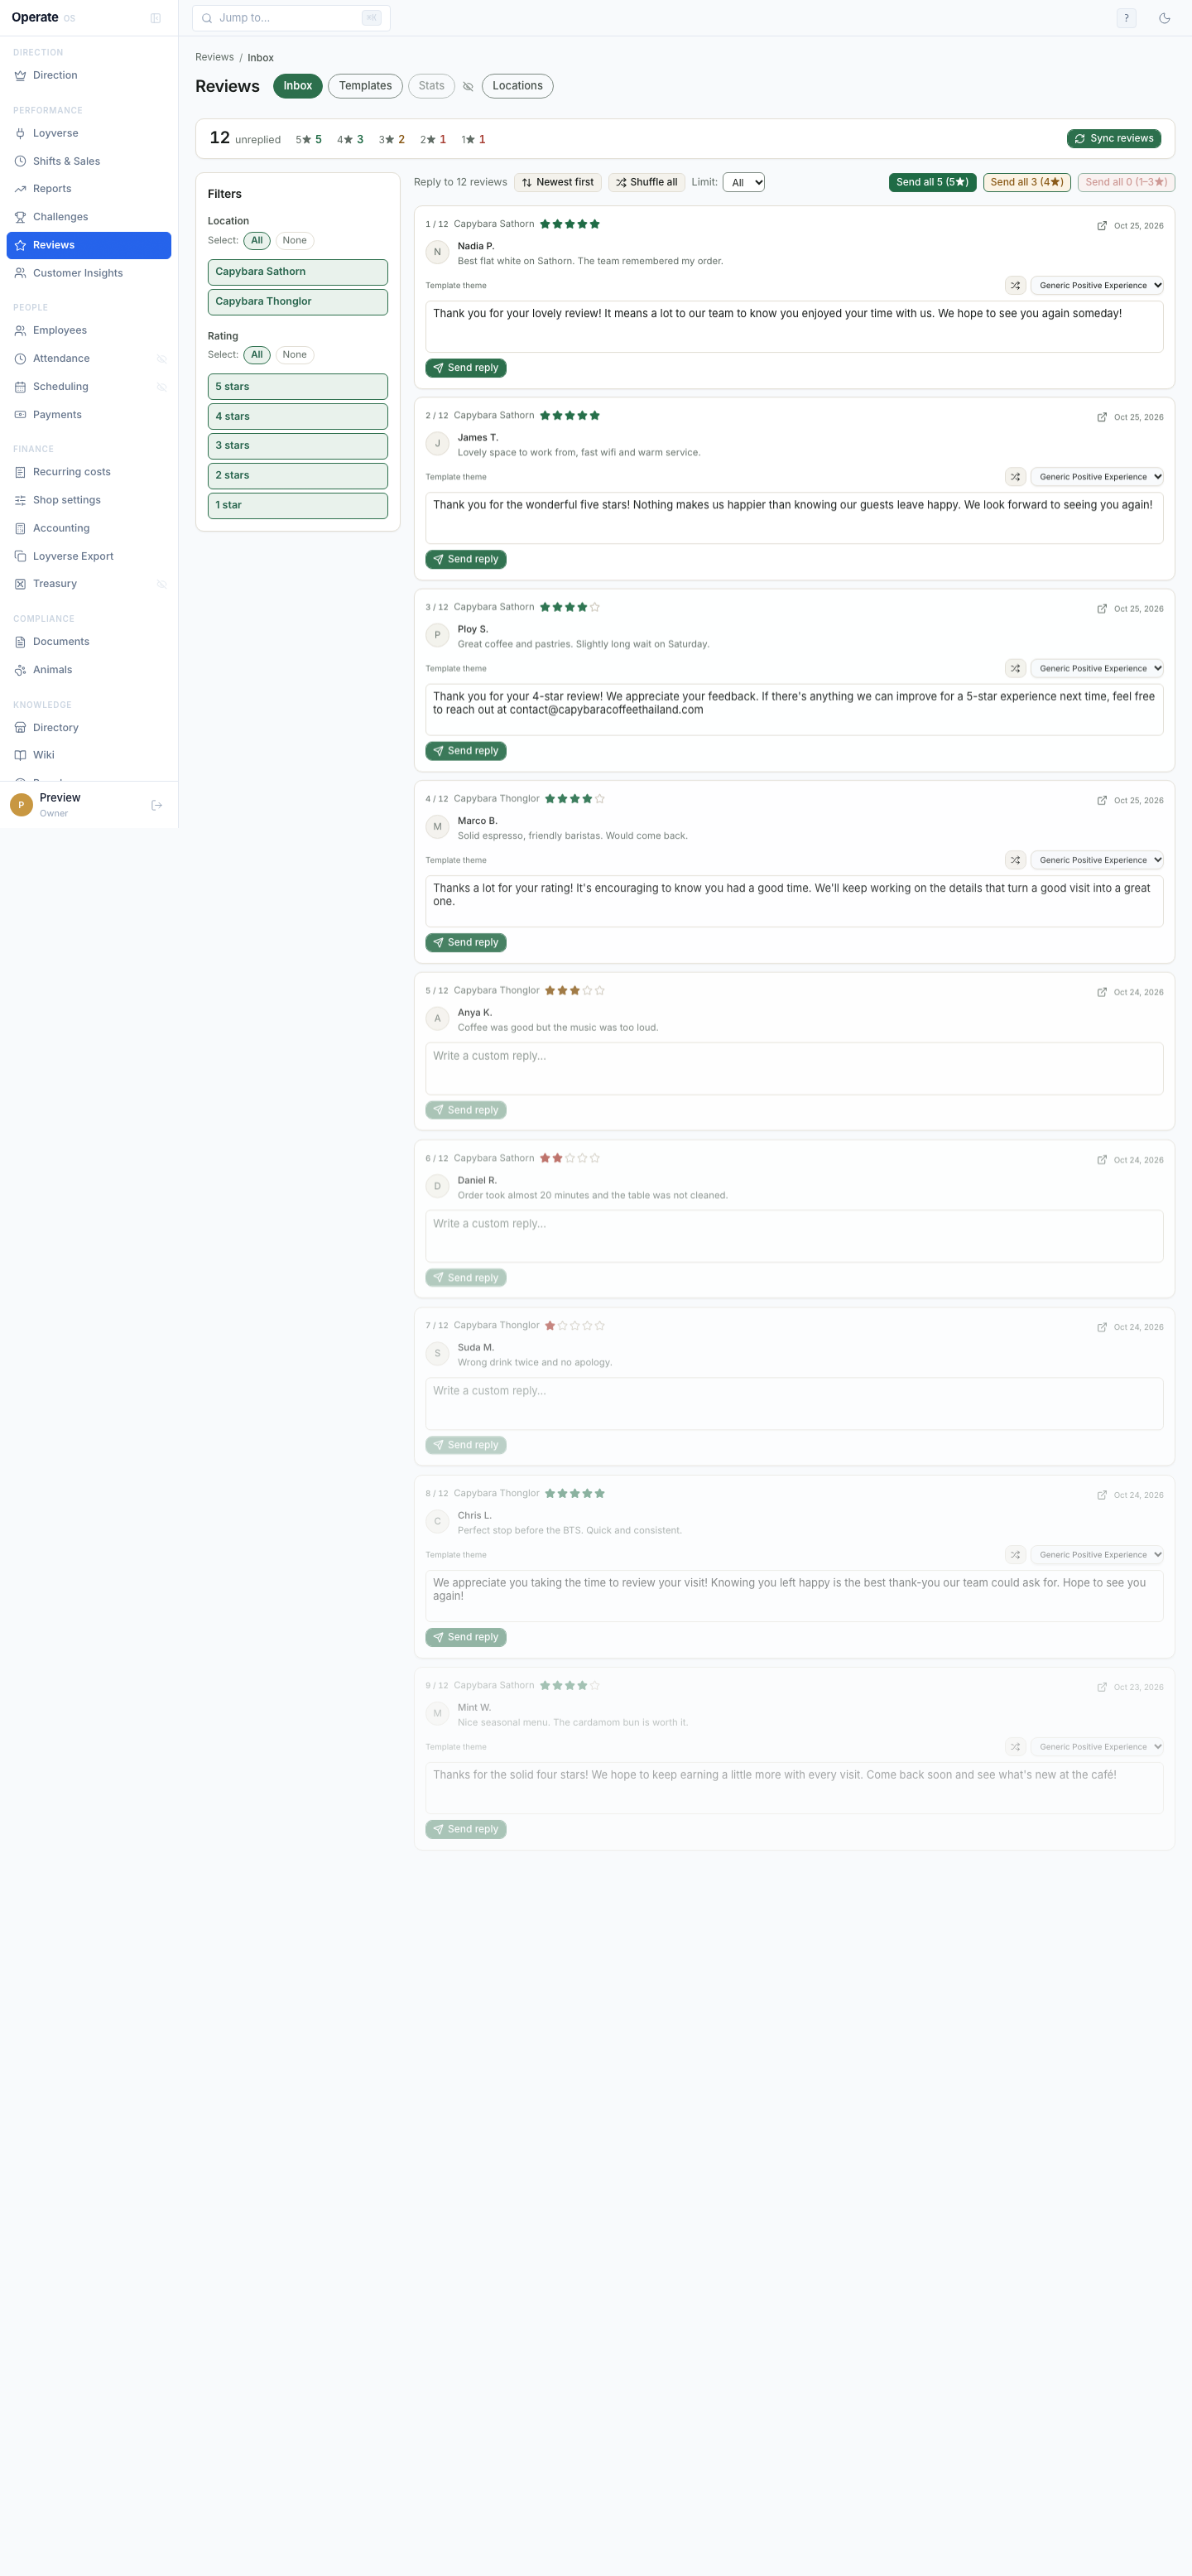 Operate OS
Jump to...
⌘K
?
DIRECTION
Direction
PERFORMANCE
Loyverse
Shifts & Sales
Reports
Challenges
Reviews
Customer Insights
PEOPLE
Employees
Attendance
Scheduling
Payments
FINANCE
Recurring costs
Shop settings
Accounting
Loyverse Export
Treasury
COMPLIANCE
Documents
Animals
KNOWLEDGE
Directory
Wiki
P
Preview
Owner
Reviews / Inbox
Reviews
Inbox
Templates
Stats
Locations
12 unreplied 5★ 5 4★ 3 3★ 2 2★ 1 1★ 1
Sync reviews
Filters
Location
Select: All None
Capybara Sathorn
Capybara Thonglor
Rating
Select: All None
5 stars
4 stars
3 stars
2 stars
1 star
Reply to 12 reviews
Newest first
Shuffle all
Limit: All
Send all 5 (5★)
Send all 3 (4★)
Send all 0 (1–3★)
1 / 12 Capybara Sathorn
Oct 25, 2026
N
Nadia P.
Best flat white on Sathorn. The team remembered my order.
Template theme
Generic Positive Experience
Thank you for your lovely review! It means a lot to our team to know you enjoyed your time with us. We hope to see you again someday!
Send reply
2 / 12 Capybara Sathorn
Oct 25, 2026
J
James T.
Lovely space to work from, fast wifi and warm service.
Template theme
Generic Positive Experience
Thank you for the wonderful five stars! Nothing makes us happier than knowing our guests leave happy. We look forward to seeing you again!
Send reply
3 / 12 Capybara Sathorn
Oct 25, 2026
P
Ploy S.
Great coffee and pastries. Slightly long wait on Saturday.
Template theme
Generic Positive Experience
Thank you for your 4-star review! We appreciate your feedback. If there's anything we can improve for a 5-star experience next time, feel free
to reach out at contact@capybaracoffeethailand.com
Send reply
4 / 12 Capybara Thonglor
Oct 25, 2026
M
Marco B.
Solid espresso, friendly baristas. Would come back.
Template theme
Generic Positive Experience
Thanks a lot for your rating! It's encouraging to know you had a good time. We'll keep working on the details that turn a good visit into a great
one.
Send reply
5 / 12 Capybara Thonglor
Oct 24, 2026
A
Anya K.
Coffee was good but the music was too loud.
Write a custom reply...
Send reply
6 / 12 Capybara Sathorn
Oct 24, 2026
D
Daniel R.
Order took almost 20 minutes and the table was not cleaned.
Write a custom reply...
Send reply
7 / 12 Capybara Thonglor
Oct 24, 2026
S
Suda M.
Wrong drink twice and no apology.
Write a custom reply...
Send reply
8 / 12 Capybara Thonglor
Oct 24, 2026
C
Chris L.
Perfect stop before the BTS. Quick and consistent.
Template theme
Generic Positive Experience
We appreciate you taking the time to review your visit! Knowing you left happy is the best thank-you our team could ask for. Hope to see you
again!
Send reply
9 / 12 Capybara Sathorn
Oct 23, 2026
M
Mint W.
Nice seasonal menu. The cardamom bun is worth it.
Template theme
Generic Positive Experience
Thanks for the solid four stars! We hope to keep earning a little more with every visit. Come back soon and see what's new at the café!
Send reply